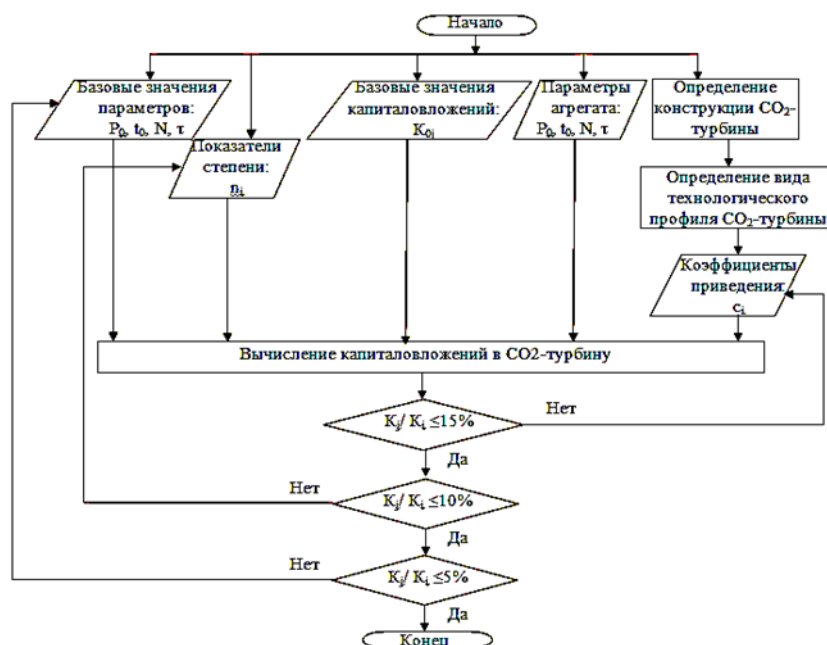 Начало
Базовые значения
параметров:
P₀, t₀, N, τ
Показатели
степени:
nᵢ
Базовые значения
капиталовложений:
K₀ᵢ
Параметры
агрегата:
P₀, t₀, N, τ
Определение
конструкции CO₂-
турбины
Определение вида
технологического
профиля CO₂-турбины
Коэффициенты
приведения:
cᵢ
Вычисление капиталовложений в CO2-турбину
Kⱼ/ Kᵢ ≤15%
Нет
Да
Нет
Kⱼ/ Kᵢ ≤10%
Да
Нет
Kⱼ/ Kᵢ ≤5%
Да
Конец